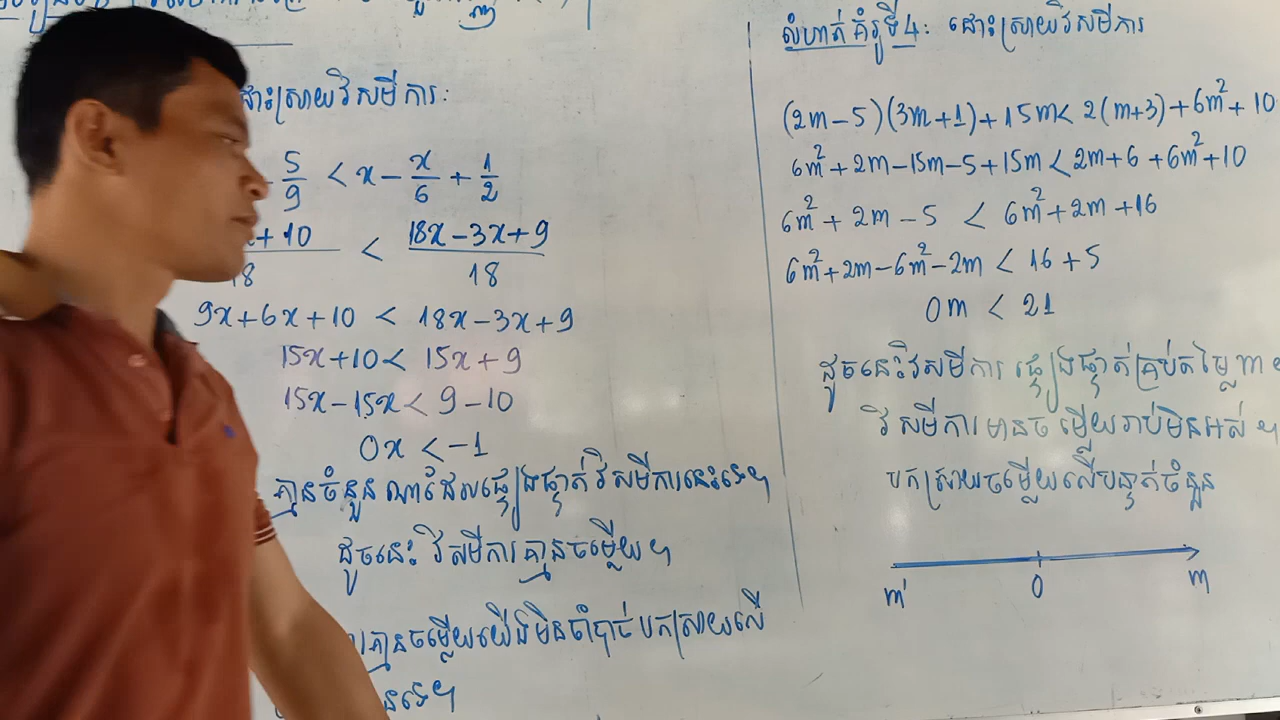 ដោះស្រាយវិសមីការ:
5/9 < x - x/6 + 1/2
x + 10 / 18 < 18x - 3x + 9 / 18
9x + 6x + 10 < 18x - 3x + 9
15x + 10 < 15x + 9
15x - 15x < 9 - 10
0x < -1
គ្មានចំនួនណាដែលផ្ទៀងផ្ទាត់វិសមីការនេះទេ។
ដូចនេះ វិសមីការគ្មានចម្លើយ។
គ្មានចម្លើយយើងមិនចាំបាច់បកស្រាយលើ
ទេ។
លំហាត់គំរូទី4: ដោះស្រាយវិសមីការ
(2m-5)(3m+1)+15m < 2(m+3)+6m²+10
6m²+2m-15m-5+15m < 2m+6+6m²+10
6m²+2m-5 < 6m²+2m+16
6m²+2m-6m²-2m < 16+5
0m < 21
ដូចនេះវិសមីការ ផ្ទៀងផ្ទាត់គ្រប់តម្លៃ m
វិសមីការមានចម្លើយរាប់មិនអស់។
បកស្រាយចម្លើយលើបន្ទាត់ចំនួន
m' 0 m